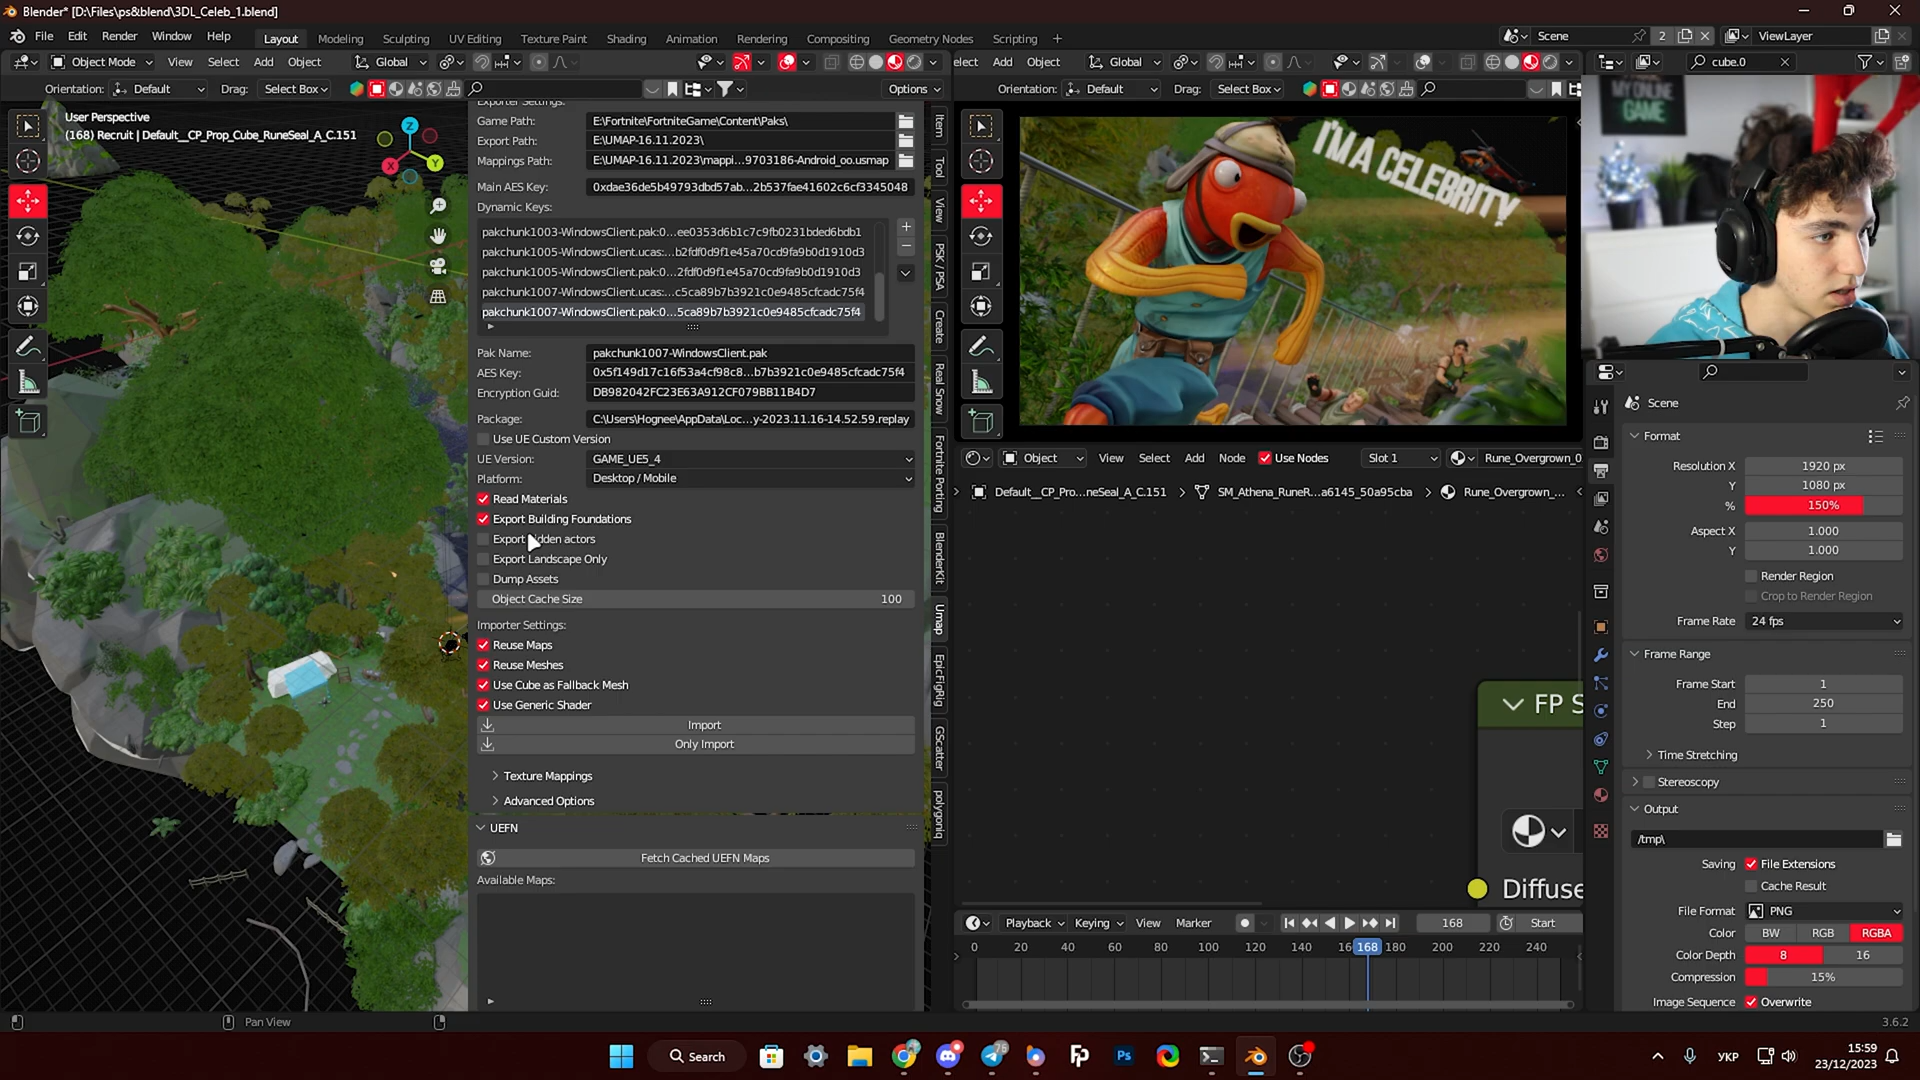 Blender* [D:\Files\ps&blend\3DL_Celeb_1.blend]
File Edit Render Window Help Layout Modeling Sculpting UV Editing Texture Paint Shading Animation Rendering Compositing Geometry Nodes Scripting + Scene 2 ViewLayer
Object Mode View Select Add Object Global
elect Add Object Global
cube.0
Orientation: Default Drag: Select Box Options
Orientation: Default Drag: Select Box
User Perspective
(168) Recruit | Default__CP_Prop_Cube_RuneSeal_A_C.151
X
Y
Z
Exporter Settings:
Game Path: E:\Fortnite\FortniteGame\Content\Paks\
Export Path: E:\UMAP-16.11.2023\
Mappings Path: E:\UMAP-16.11.2023\mappi...9703186-Android_oo.usmap
Main AES Key: 0xdae36de5b49793dbd57ab...2b537fae41602c6cf3345048
Dynamic Keys:
pakchunk1003-WindowsClient.pak:0...ee0353d6b1c7c9fb0231bded6bdb1
pakchunk1005-WindowsClient.ucas:...b2fdf0d9f1e45a70cd9fa9b0d1910d3
pakchunk1005-WindowsClient.pak:0...2fdf0d9f1e45a70cd9fa9b0d1910d3
pakchunk1007-WindowsClient.ucas:...c5ca89b7b3921c0e9485cfcadc75f4
pakchunk1007-WindowsClient.pak:0...5ca89b7b3921c0e9485cfcadc75f4
Pak Name: pakchunk1007-WindowsClient.pak
AES Key: 0x5f149d17c16f53a4cf98c8...b7b3921c0e9485cfcadc75f4
Encryption Guid: DB982042FC23E63A912CF079BB11B4D7
Package: C:\Users\Hognee\AppData\Loc...y-2023.11.16-14.52.59.replay
Use UE Custom Version
UE Version: GAME_UE5_4
Platform: Desktop / Mobile
Read Materials
Export Building Foundations
Export hidden actors
Export Landscape Only
Dump Assets
Object Cache Size 100
Importer Settings:
Reuse Maps
Reuse Meshes
Use Cube as Fallback Mesh
Use Generic Shader
Import
Only Import
Texture Mappings
Advanced Options
UEFN
Fetch Cached UEFN Maps
Available Maps:
Item
Tool
View
PSK / PSA
Create
Real Snow
Fortnite Porting
BlenderKit
Umap
EpicFigRig
GScatter
polygoniq
I'M A CELEBRITY
MY ONLINE
GAME
Object View Select Add Node Use Nodes Slot 1 Rune_Overgrown_0
Default__CP_Pro...neSeal_A_C.151 SM_Athena_RuneR...a6145_50a95cba Rune_Overgrown_...
FP S
Diffuse
Playback Keying View Marker 168 Start
0 20 40 60 80 100 120 140 16 168 180 200 220 240
Scene
Format
Resolution X 1920 px
Y 1080 px
% 150%
Aspect X 1.000
Y 1.000
Render Region
Crop to Render Region
Frame Rate 24 fps
Frame Range
Frame Start 1
End 250
Step 1
Time Stretching
Stereoscopy
Output
/tmp\
Saving File Extensions
Cache Result
File Format PNG
Color BW RGB RGBA
Color Depth 8 16
Compression 15%
Image Sequence Overwrite
Pan View
3.6.2
Search
75
Ps
УКР
15:59
23/12/2023